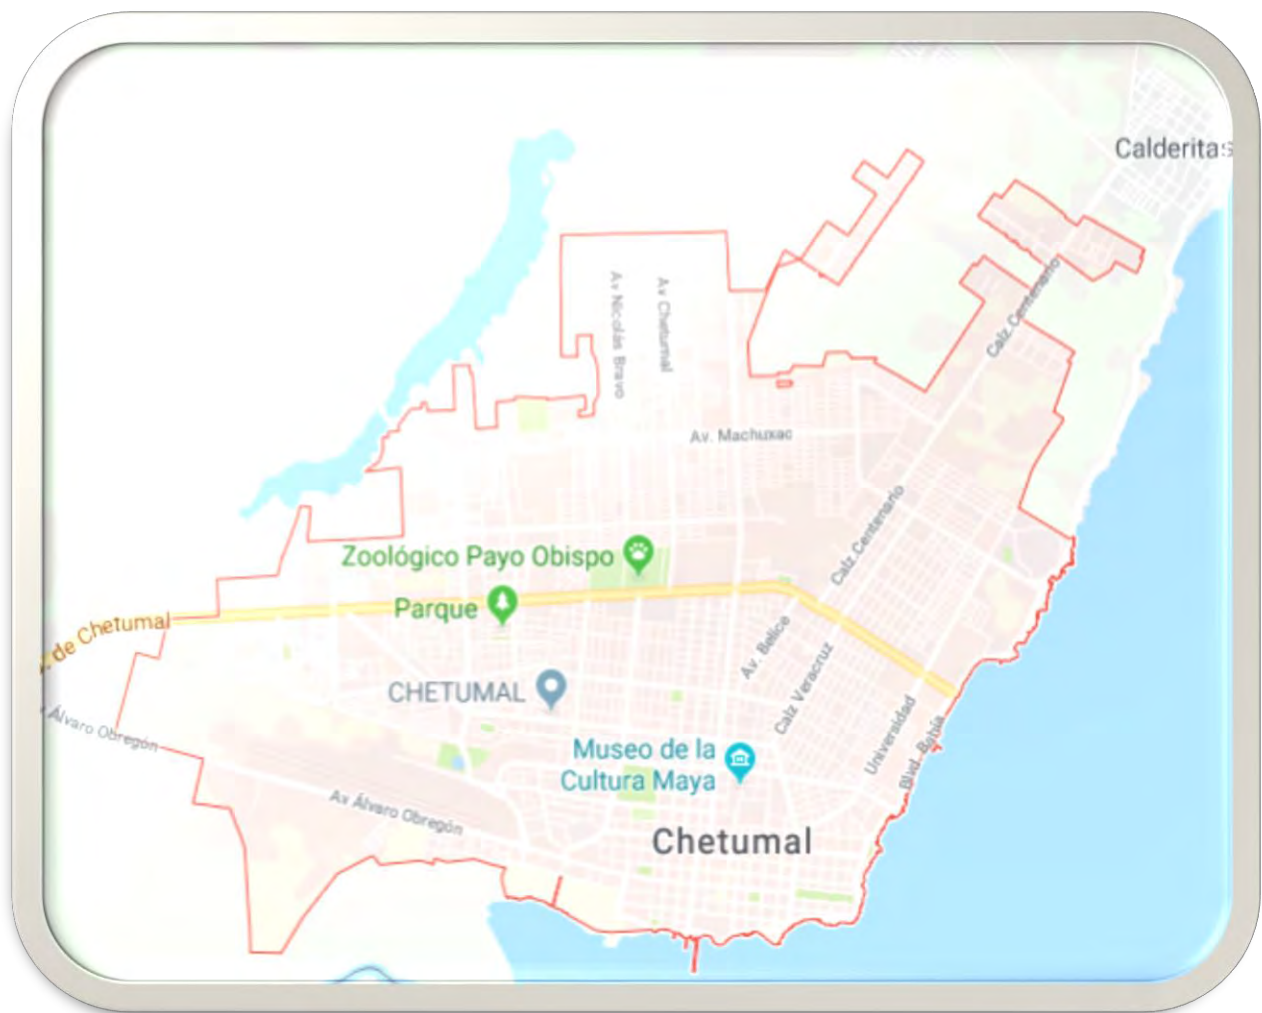 Calderitas
Av Nicolás Bravo
Av Chetumal
Calz.Centenario
Av. Machuxac
Calz.Centenario
Zoológico Payo Obispo
Parque
de Chetumal
Av. Belice
Calz Veracruz
CHETUMAL
Álvaro Obregón
Universidad
Blvd. Bahía
Museo de la
Cultura Maya
Av Álvaro Obregón
Chetumal